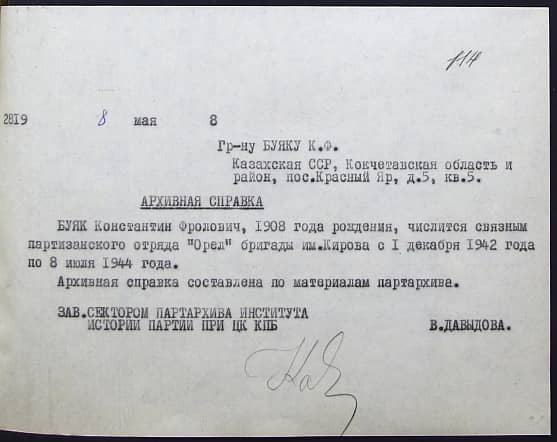 114
2819 8 мая 8
Гр-ну БУЯКУ К.Ф.
Казахская ССР, Кокчетавская область и
район, пос.Красный Яр, д.5, кв.5.
АРХИВНАЯ СПРАВКА
БУЯК Константин Фролович, 1908 года рождения, числится связным
партизанского отряда "Орел" бригады им.Кирова с I декабря 1942 года
по 8 июля 1944 года.
Архивная справка составлена по материалам партархива.
ЗАВ.СЕКТОРОМ ПАРТАРХИВА ИНСТИТУТА
ИСТОРИИ ПАРТИИ ПРИ ЦК КПБ В.ДАВЫДОВА.